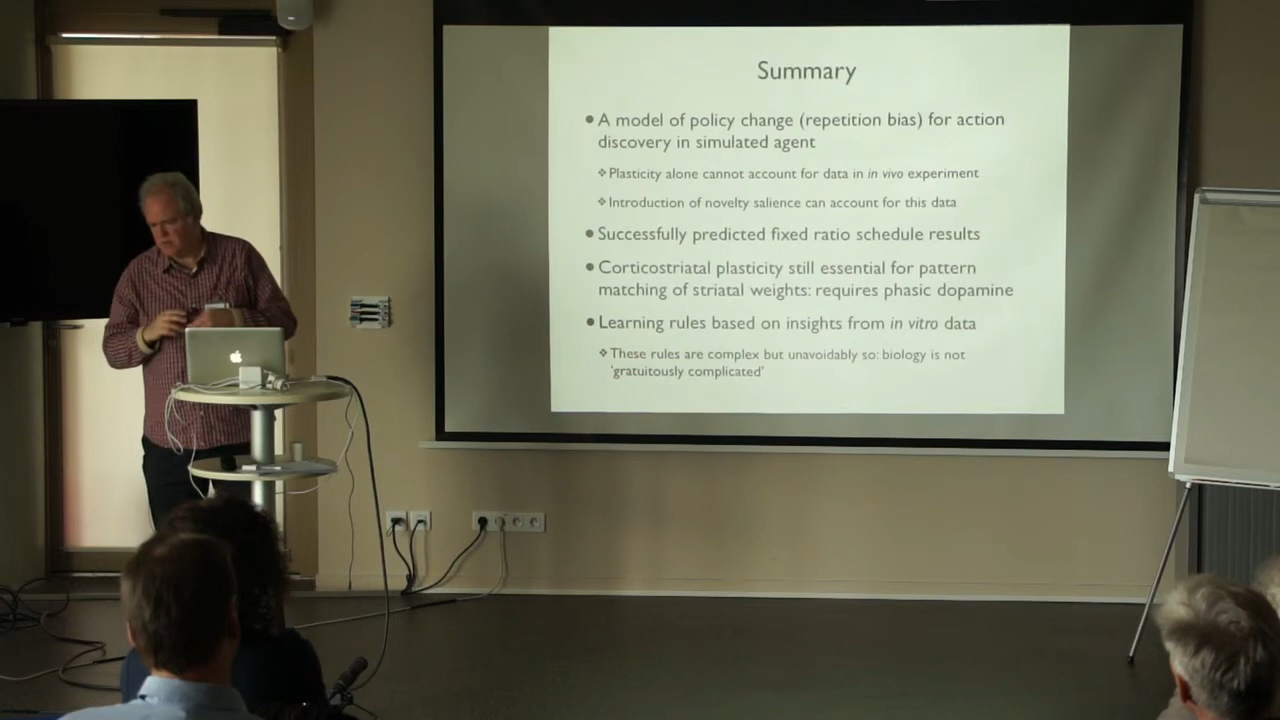 Summary
•A model of policy change (repetition bias) for action
discovery in simulated agent
❖Plasticity alone cannot account for data in in vivo experiment
❖Introduction of novelty salience can account for this data
•Successfully predicted fixed ratio schedule results
•Corticostriatal plasticity still essential for pattern
matching of striatal weights: requires phasic dopamine
•Learning rules based on insights from in vitro data
❖These rules are complex but unavoidably so: biology is not
'gratuitously complicated'